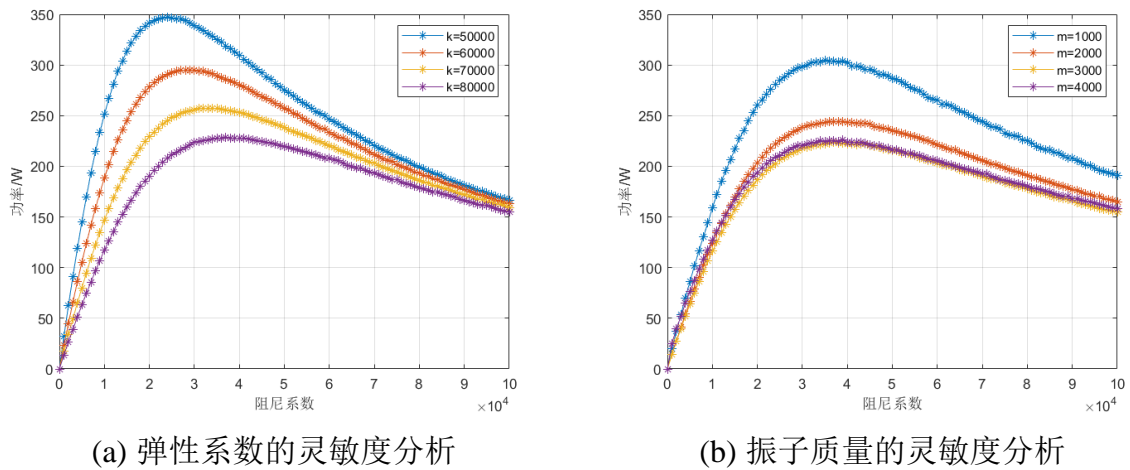 350
300
250
200
150
100
50
0
功率/W
k=50000
k=60000
k=70000
k=80000
0 1 2 3 4 5 6 7 8 9 10
阻尼系数
×10⁴
(a) 弹性系数的灵敏度分析
350
300
250
200
150
100
50
0
功率/W
m=1000
m=2000
m=3000
m=4000
0 1 2 3 4 5 6 7 8 9 10
阻尼系数
×10⁴
(b) 振子质量的灵敏度分析